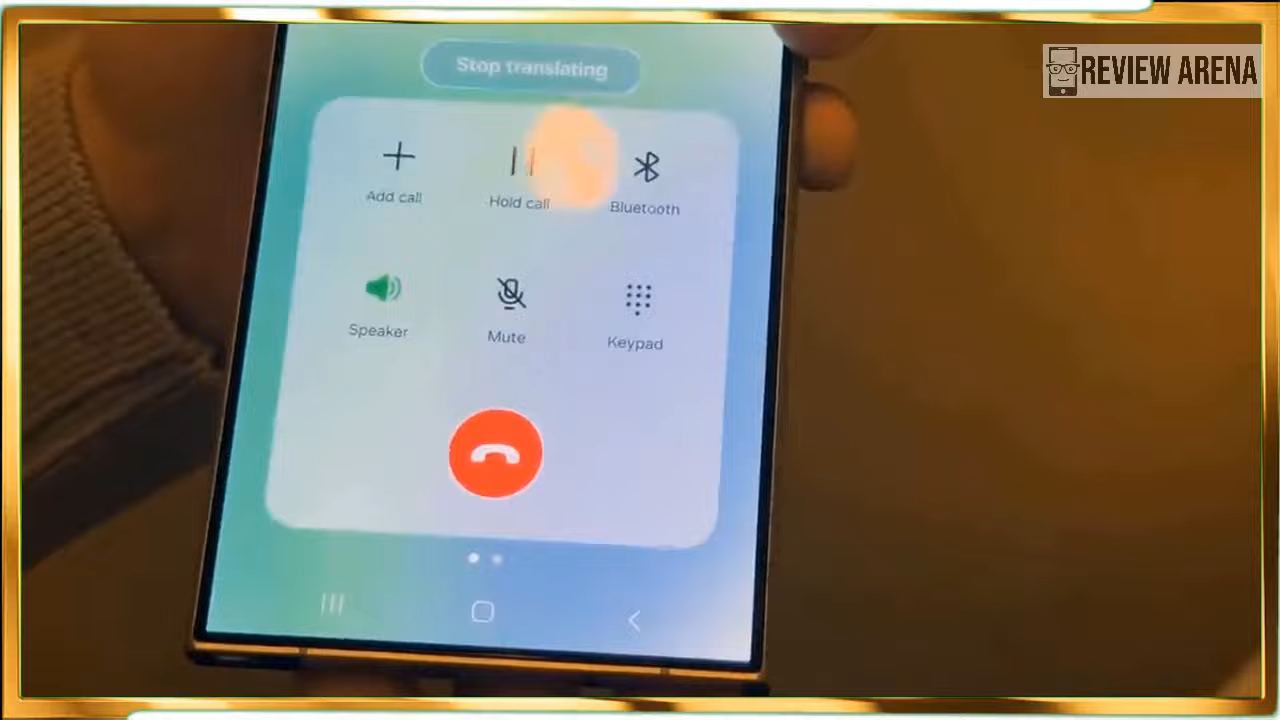 REVIEW ARENA
Stop translating
Add call
Hold call
Bluetooth
Speaker
Mute
Keypad